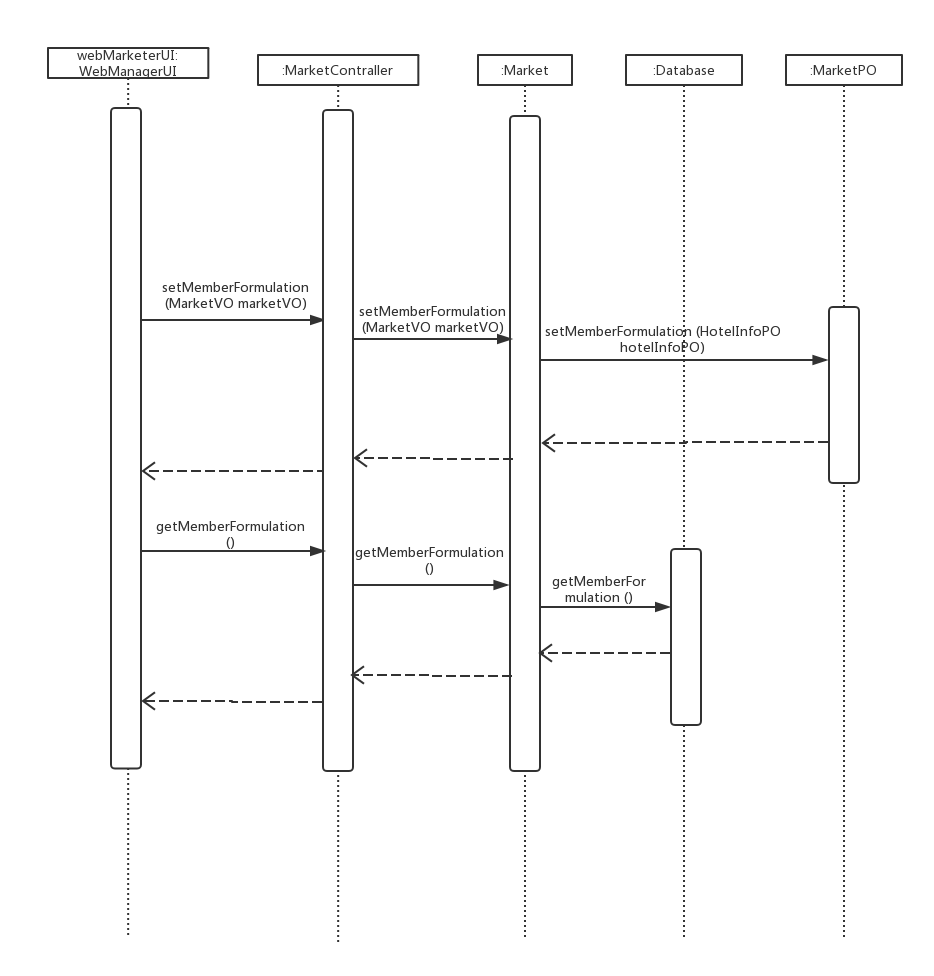 webMarketerUI:
WebManagerUI
:MarketContraller
:Market
:Database
:MarketPO
setMemberFormulation
(MarketVO marketVO)
setMemberFormulation
(MarketVO marketVO)
setMemberFormulation (HotelInfoPO
hotelInfoPO)
getMemberFormulation
()
getMemberFormulation
()
getMemberFor
mulation ()